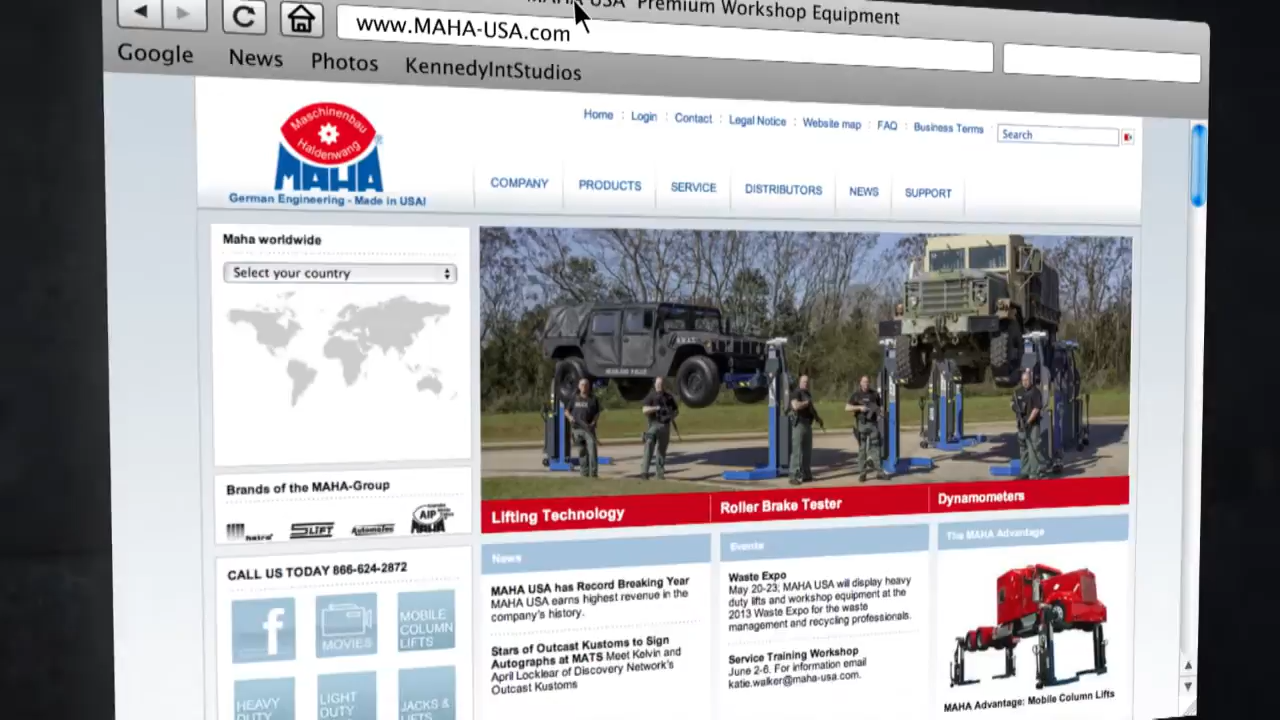 MAHA USA Premium Workshop Equipment
www.MAHA-USA.com
Google News Photos KennedyIntStudios
Maschinenbau
Haldenwang
MAHA
German Engineering - Made in USA!
Home : Login : Contact : Legal Notice : Website map : FAQ : Business Terms
Search
COMPANY PRODUCTS SERVICE DISTRIBUTORS NEWS SUPPORT
Maha worldwide
Select your country
Brands of the MAHA-Group
SLIFT
AIP
MAHA
CALL US TODAY 866-624-2872
f
MOVIES
MOBILE
COLUMN
LIFTS
HEAVY
DUTY
LIGHT
DUTY
JACKS &
LIFTS
Lifting Technology
Roller Brake Tester
Dynamometers
News
MAHA USA has Record Breaking Year
MAHA USA earns highest revenue in the
company's history.
Stars of Outcast Kustoms to Sign
Autographs at MATS Meet Kelvin and
April Locklear of Discovery Network's
Outcast Kustoms
Events
Waste Expo
May 20-23; MAHA USA will display heavy
duty lifts and workshop equipment at the
2013 Waste Expo for the waste
management and recycling professionals.
Service Training Workshop
June 2-6. For information email
katie.walker@maha-usa.com.
The MAHA Advantage
MAHA Advantage: Mobile Column Lifts